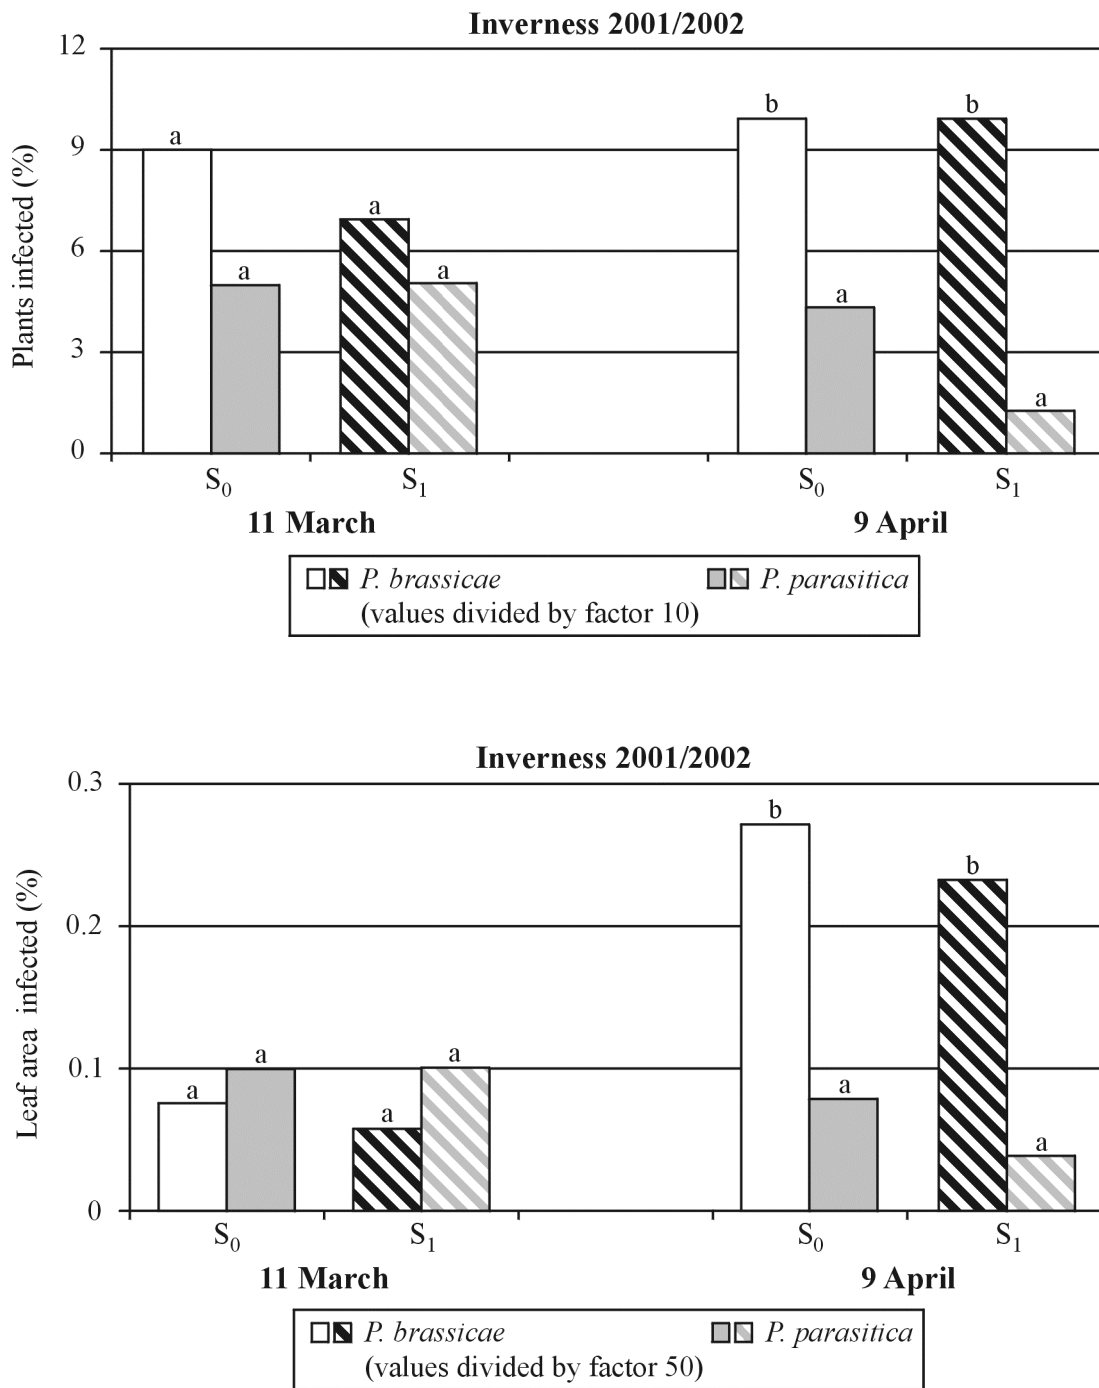 Inverness 2001/2002
Plants infected (%)
12
9
6
3
0
a
a
a
a
b
a
b
a
S₀
S₁
S₀
S₁
11 March
9 April
P. brassicae
(values divided by factor 10)
P. parasitica
Inverness 2001/2002
Leaf area infected (%)
0.3
0.2
0.1
0
a
a
a
a
b
a
b
a
S₀
S₁
S₀
S₁
11 March
9 April
P. brassicae
(values divided by factor 50)
P. parasitica